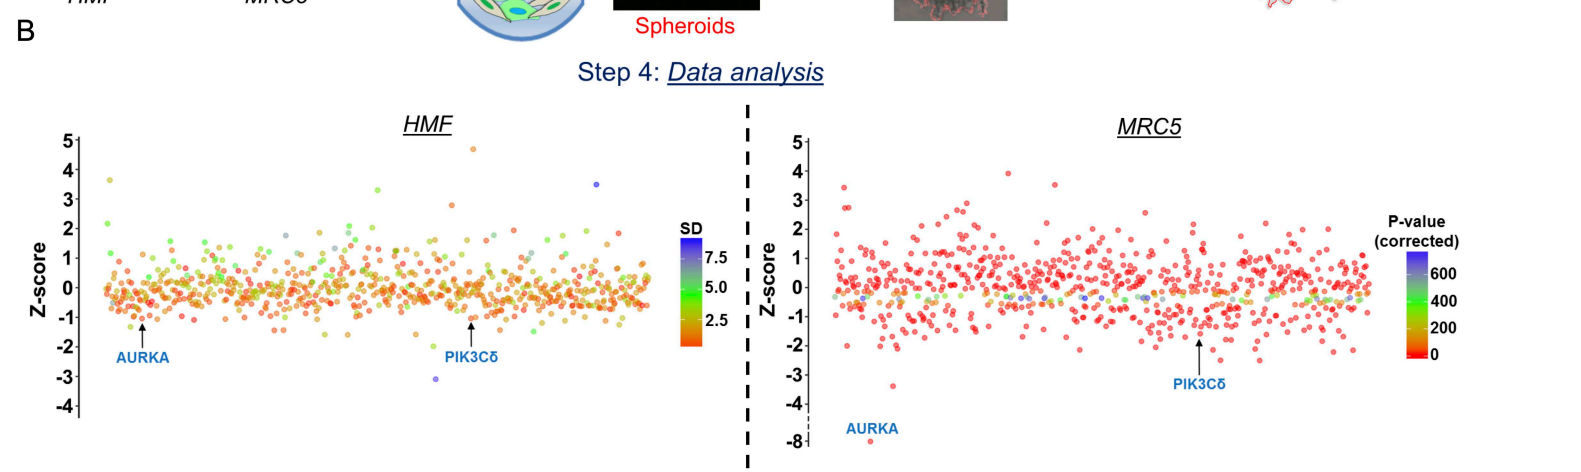 HMF
MRC5
B
Spheroids
Step 4: Data analysis
HMF
5
4
3
2
1
0
-1
-2
-3
-4
Z-score
AURKA
PIK3Cδ
SD
7.5
5.0
2.5
MRC5
5
4
3
2
1
0
-1
-2
-3
-4
-8
Z-score
AURKA
PIK3Cδ
P-value
(corrected)
600
400
200
0